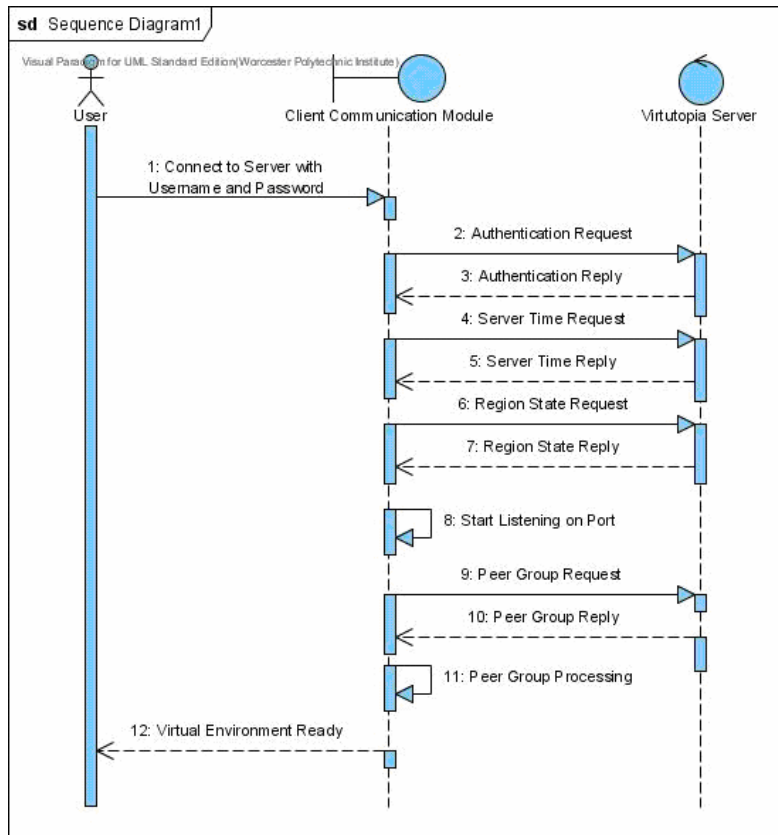 sd Sequence Diagram1
Visual Paradigm for UML Standard Edition(Worcester Polytechnic Institute)
User
Client Communication Module
Virtutopia Server
1: Connect to Server with
Username and Password
2: Authentication Request
3: Authentication Reply
4: Server Time Request
5: Server Time Reply
6: Region State Request
7: Region State Reply
8: Start Listening on Port
9: Peer Group Request
10: Peer Group Reply
11: Peer Group Processing
12: Virtual Environment Ready